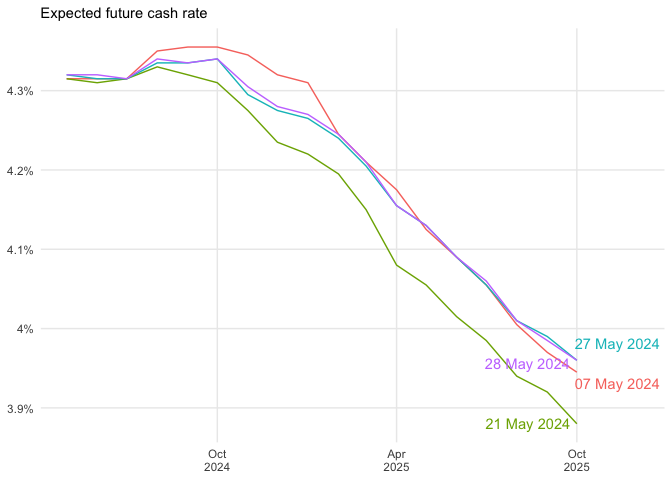 Expected future cash rate
4.3%
4.2%
4.1%
4%
3.9%
27 May 2024
28 May 2024
07 May 2024
21 May 2024
Oct
2024
Apr
2025
Oct
2025